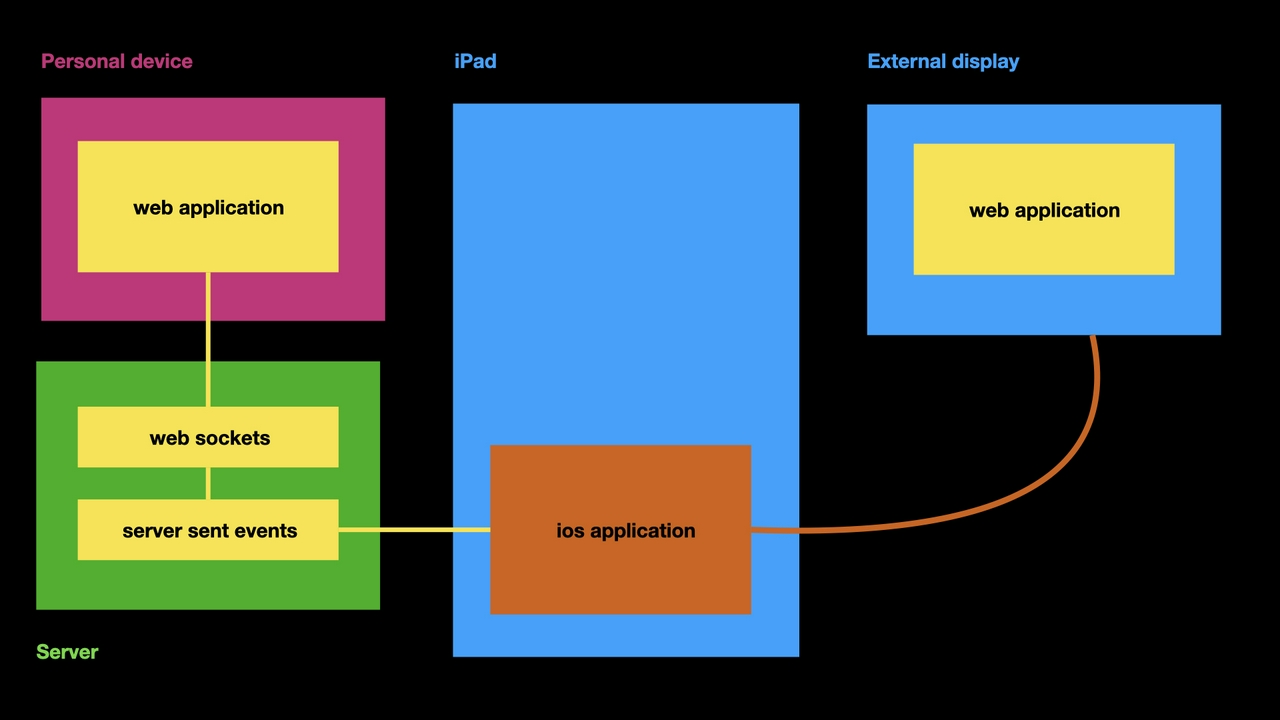 Personal device
iPad
External display
web application
web application
web sockets
server sent events
ios application
Server